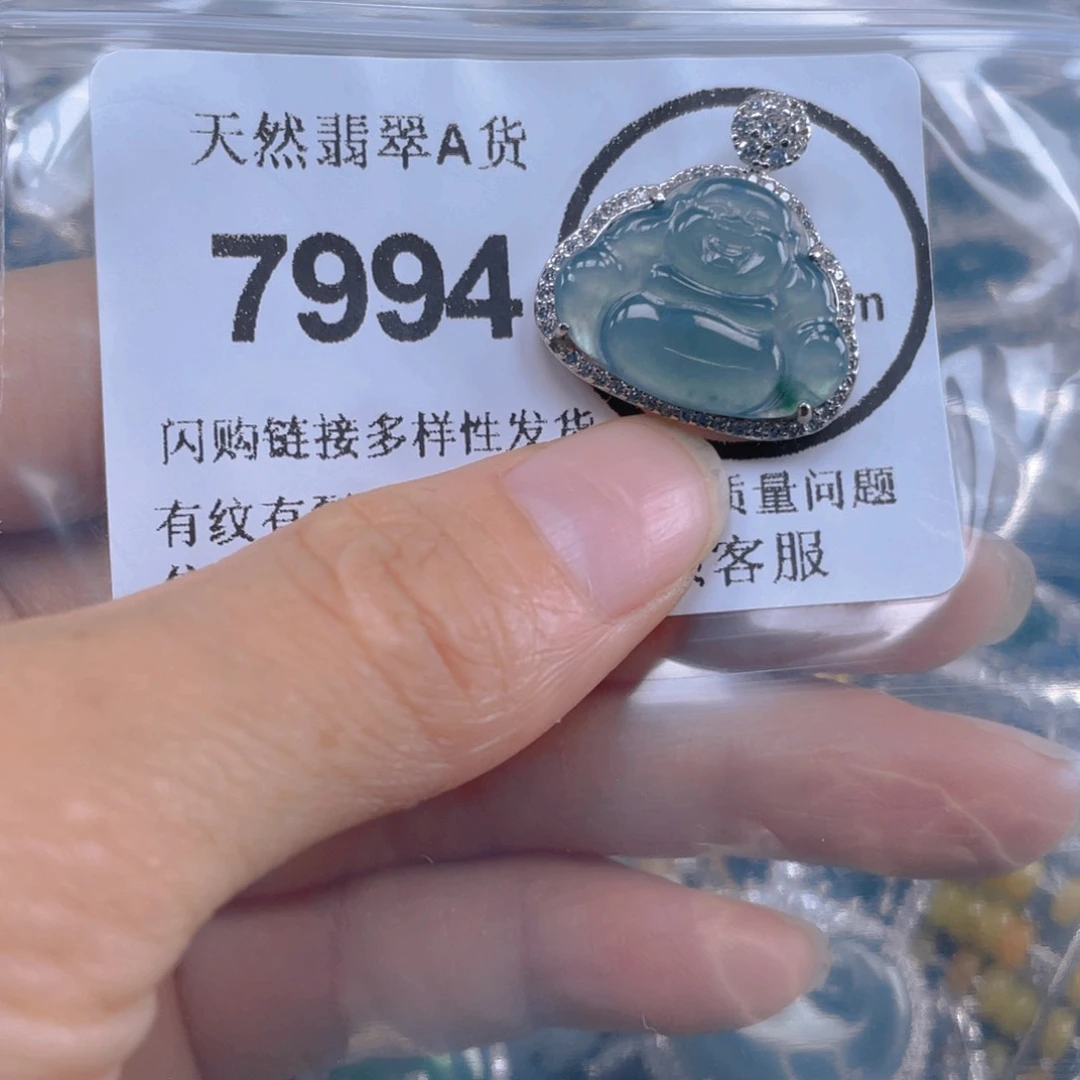 天然翡翠A货
7994
闪购链接多样性发货
有纹有 质量问题
客服